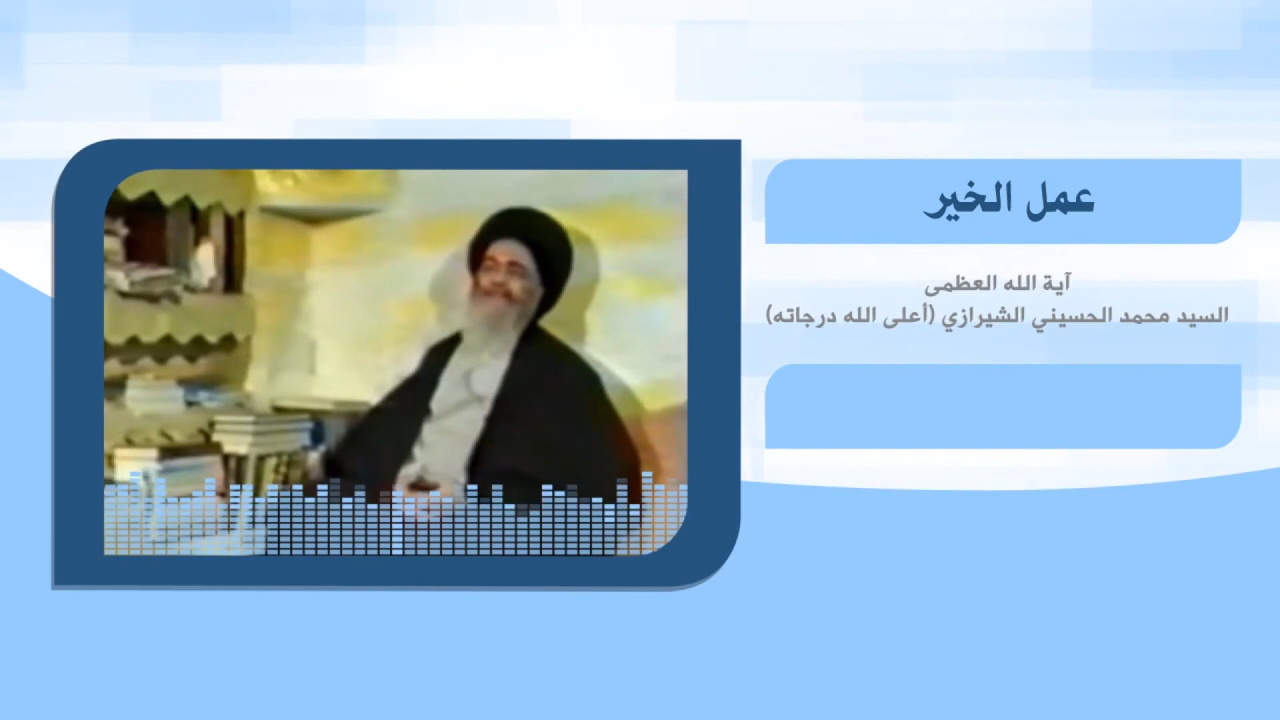 عمل الخير
آية الله العظمى
السيد محمد الحسيني الشيرازي (أعلى الله درجاته)